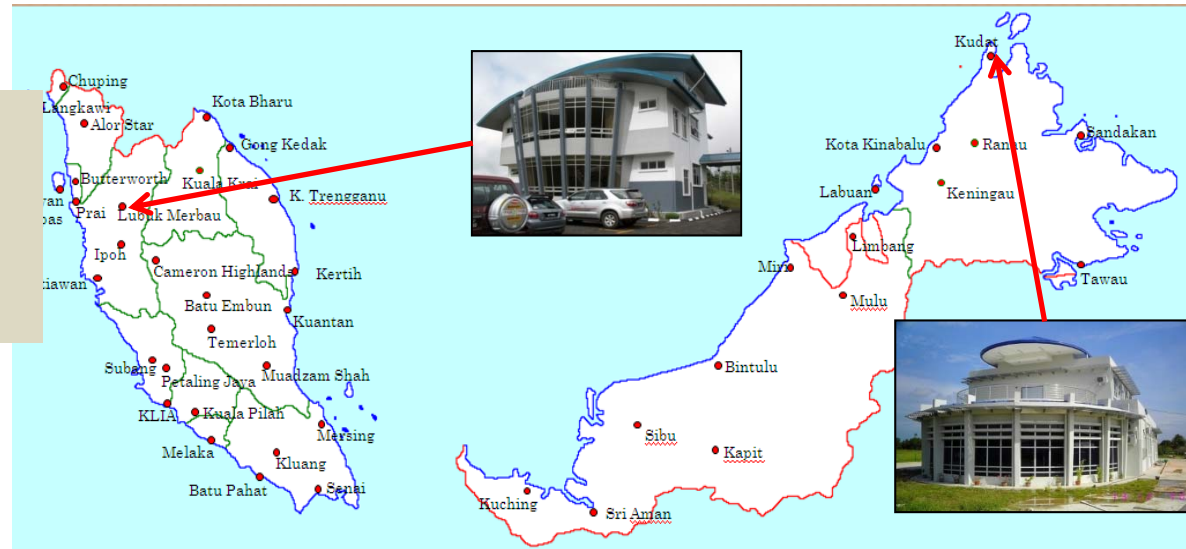 Chuping
Langkawi
Alor Star
Kota Bharu
Gong Kedak
Butterworth
Kuala Krai
K. Trengganu
Prai
Lubuk Merbau
Ipoh
Cameron Highlands
Kertih
Batu Embun
Kuantan
Temerloh
Subang
Petaling Jaya
Muadzam Shah
KLIA
Kuala Pilah
Mersing
Melaka
Kluang
Batu Pahat
Senai
Kudat
Kota Kinabalu
Ranau
Sandakan
Labuan
Keningau
Limbang
Miri
Tawau
Mulu
Bintulu
Sibu
Kapit
Kuching
Sri Aman